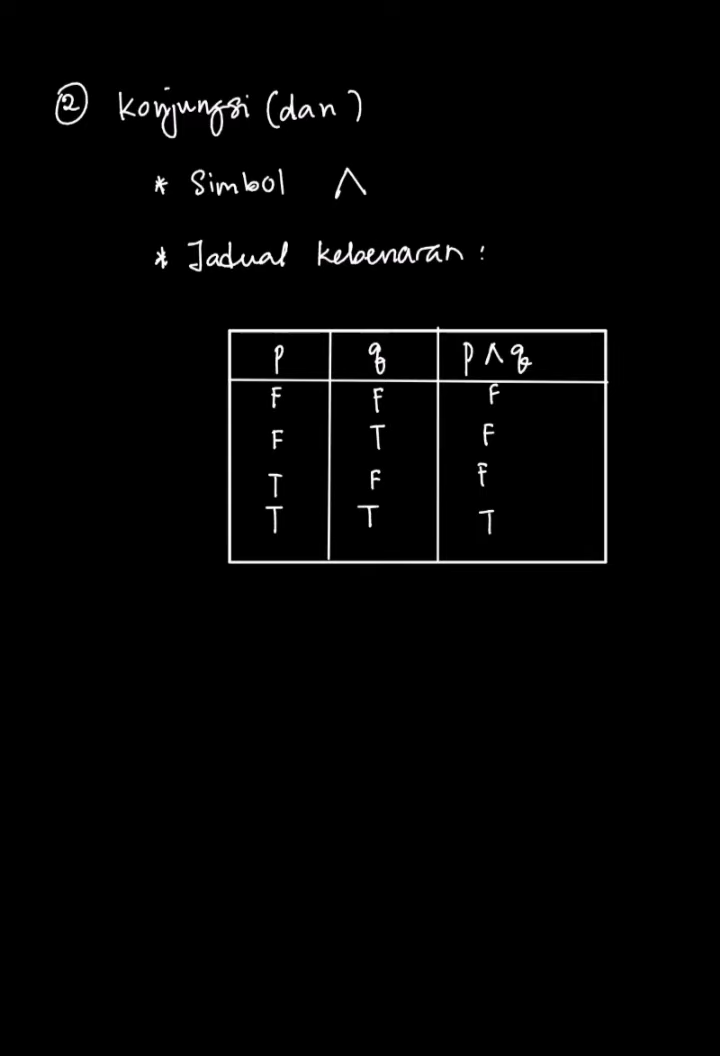 ② Konjungsi (dan)
* Simbol ∧
* Jadual kebenaran :
p q p ∧ q
F F F
F T F
T F F
T T T